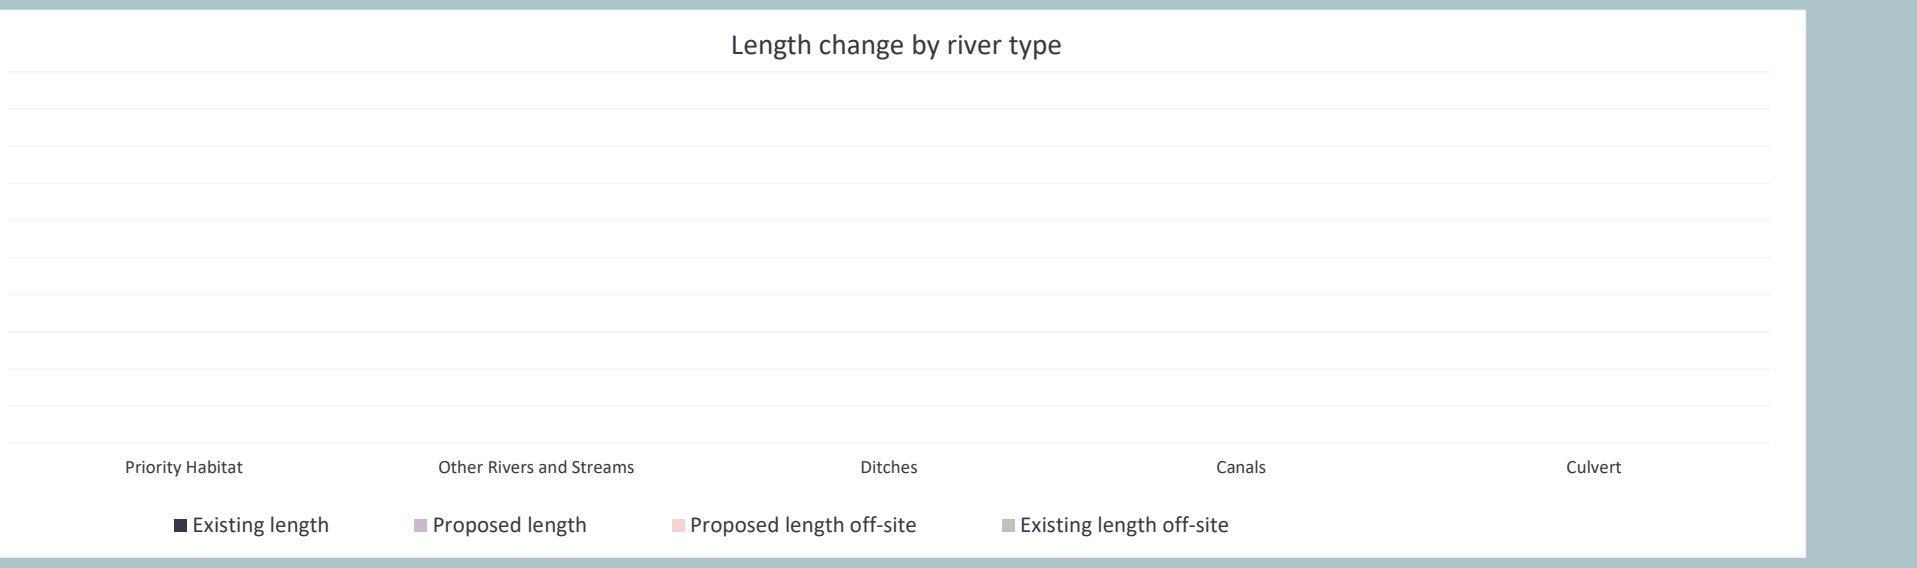 Length change by river type
Priority Habitat Other Rivers and Streams Ditches Canals Culvert
Existing length Proposed length Proposed length off-site Existing length off-site